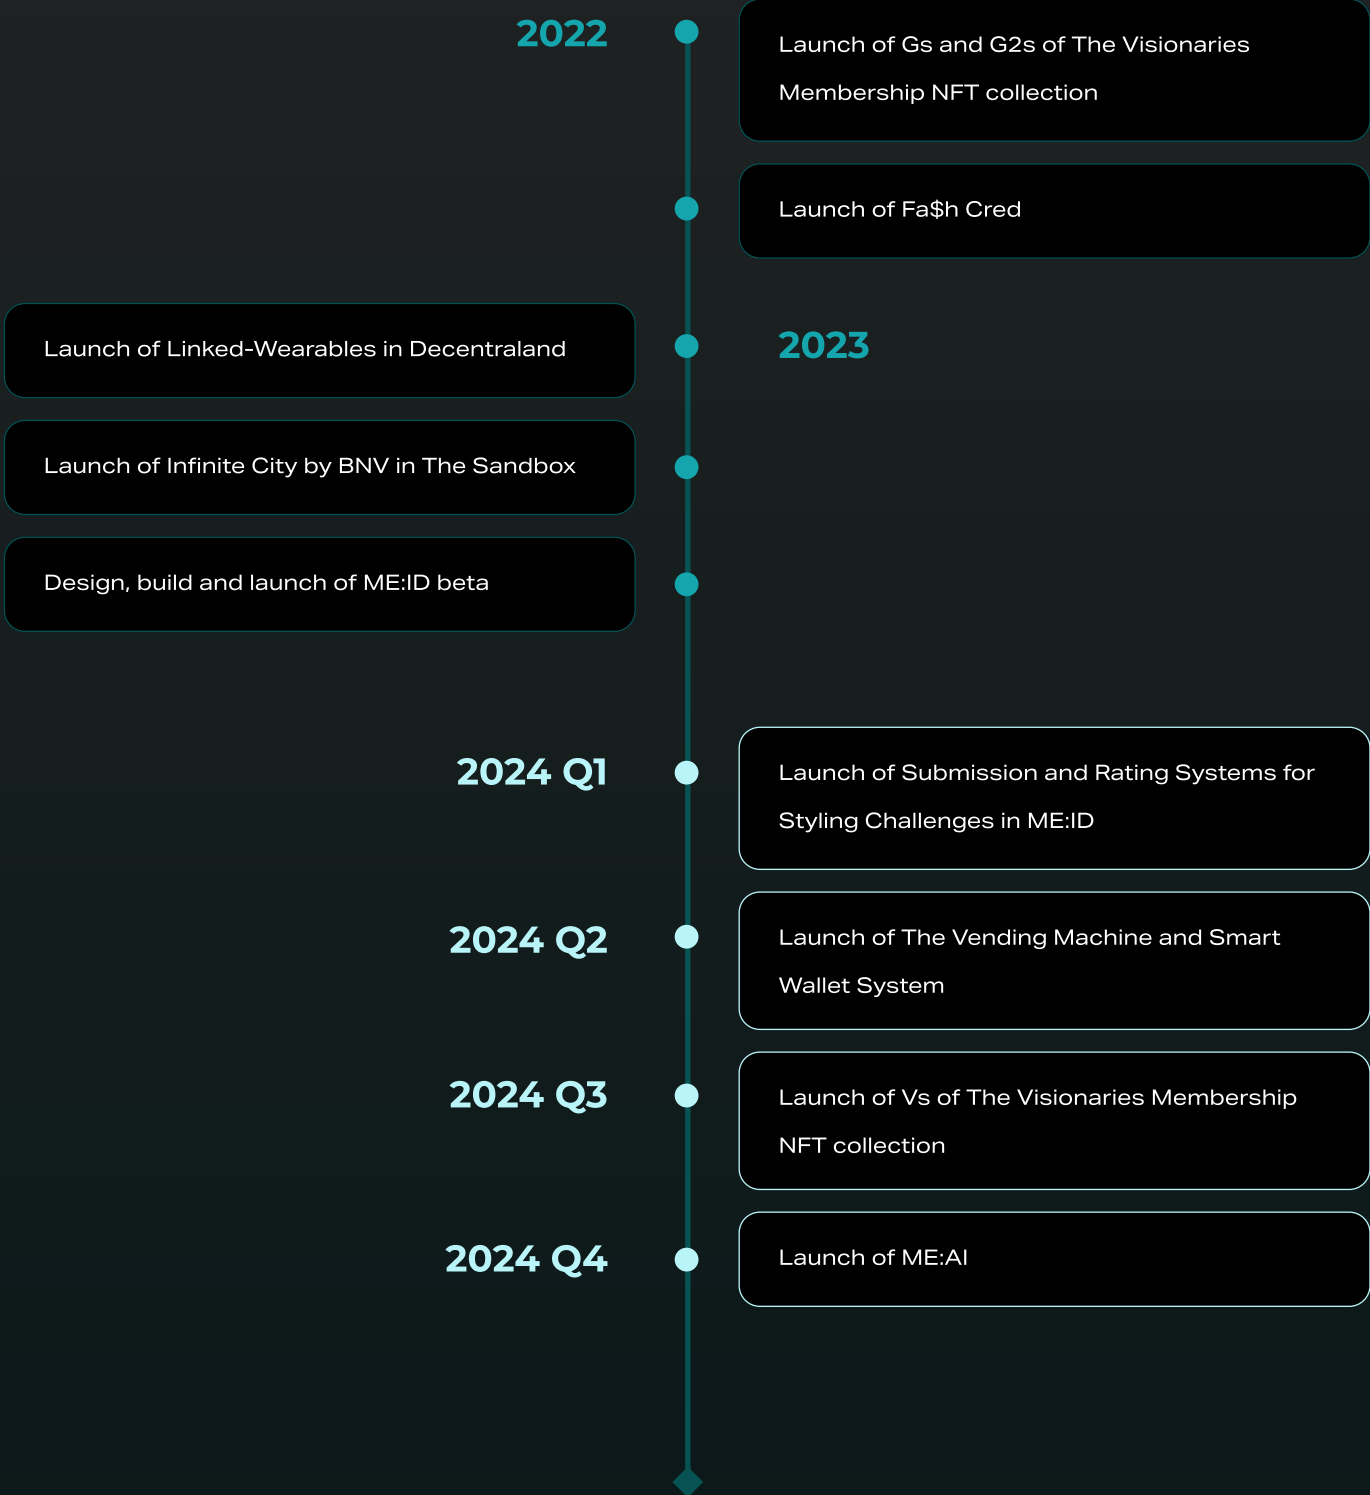 2022
Launch of Gs and G2s of The Visionaries
Membership NFT collection
Launch of Fa$h Cred
2023
Launch of Linked-Wearables in Decentraland
Launch of Infinite City by BNV in The Sandbox
Design, build and launch of ME:ID beta
2024 Q1
Launch of Submission and Rating Systems for
Styling Challenges in ME:ID
2024 Q2
Launch of The Vending Machine and Smart
Wallet System
2024 Q3
Launch of Vs of The Visionaries Membership
NFT collection
2024 Q4
Launch of ME:AI